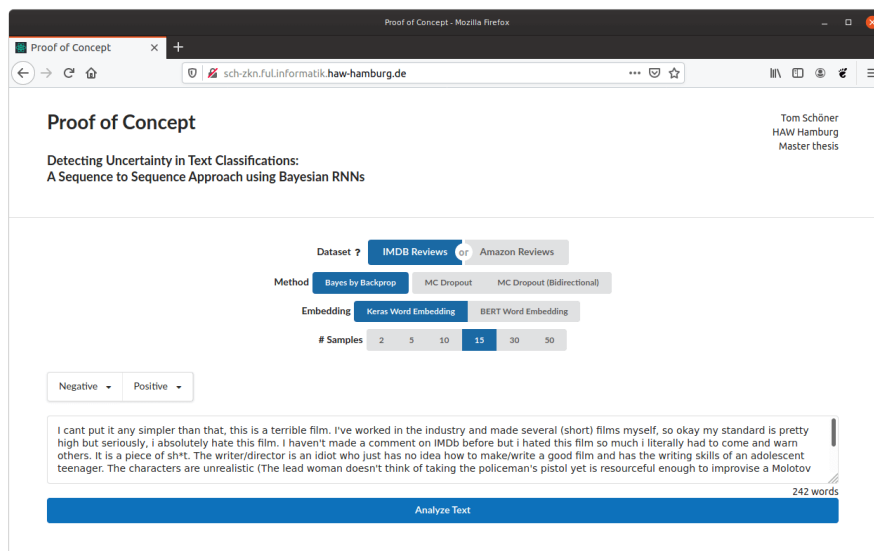 Proof of Concept - Mozilla Firefox
Proof of Concept
sch-zkn.ful.informatik.haw-hamburg.de
Proof of Concept
Tom Schöner
HAW Hamburg
Master thesis
Detecting Uncertainty in Text Classifications:
A Sequence to Sequence Approach using Bayesian RNNs
Dataset ? IMDB Reviews or Amazon Reviews
Method Bayes by Backprop MC Dropout MC Dropout (Bidirectional)
Embedding Keras Word Embedding BERT Word Embedding
# Samples 2 5 10 15 30 50
Negative Positive
I cant put it any simpler than that, this is a terrible film. I've worked in the industry and made several (short) films myself, so okay my standard is pretty
high but seriously, i absolutely hate this film. I haven't made a comment on IMDb before but i hated this film so much i literally had to come and warn
others. It is a piece of sh*t. The writer/director is an idiot who just has no idea how to make/write a good film and has the writing skills of an adolescent
teenager. The characters are unrealistic (The lead woman doesn't think of taking the policeman's pistol yet is resourceful enough to improvise a Molotov
242 words
Analyze Text